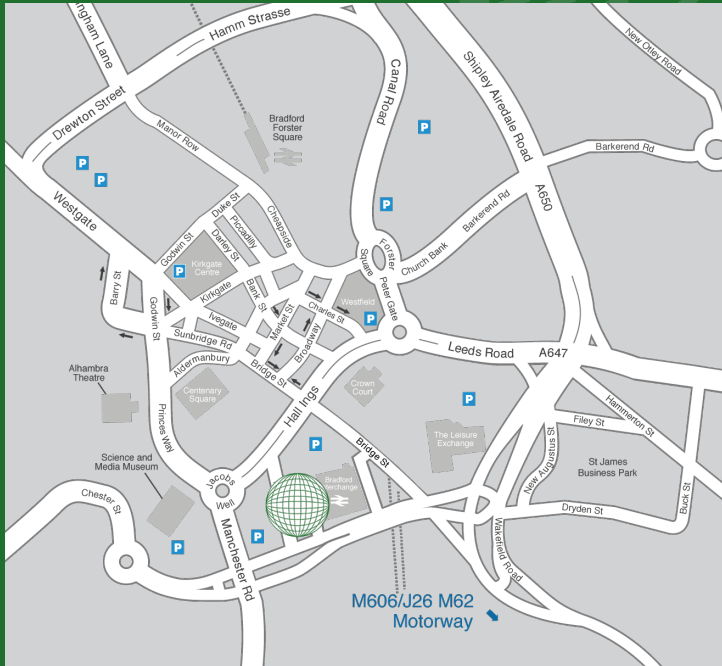 ngham Lane
Hamm Strasse
Drewton Street
Canal Road
Shipley Airedale Road
New Otley Road
Manor Row
Bradford
Forster
Square
P
P
P
Barkerend Rd
Westgate
Duke St
Piccadilly
Cheapside
P
Barkerend Rd
A650
Godwin St
Darley St
Forster
Square
Church Bank
Kirkgate
Centre
P
Barry St
Kirkgate
Bank St
Peter Gate
Westfield
Godwin St
Ivegate
Market St
Charles St
P
Sunbridge Rd
Broadway
Leeds Road
A647
Aldermanbury
Bridge St
Alhambra
Theatre
Centenary
Square
Crown
Court
Hall Ings
P
Hammerton St
Princes Way
Filey St
P
Bridge St
The Leisure
Exchange
Science and
Media Museum
St James
Business Park
New Augustus St
Jacobs
Well
Bradford
Interchange
Chester St
Buck St
Dryden St
Manchester Rd
P
P
Wakefield Road
M606/J26 M62
Motorway